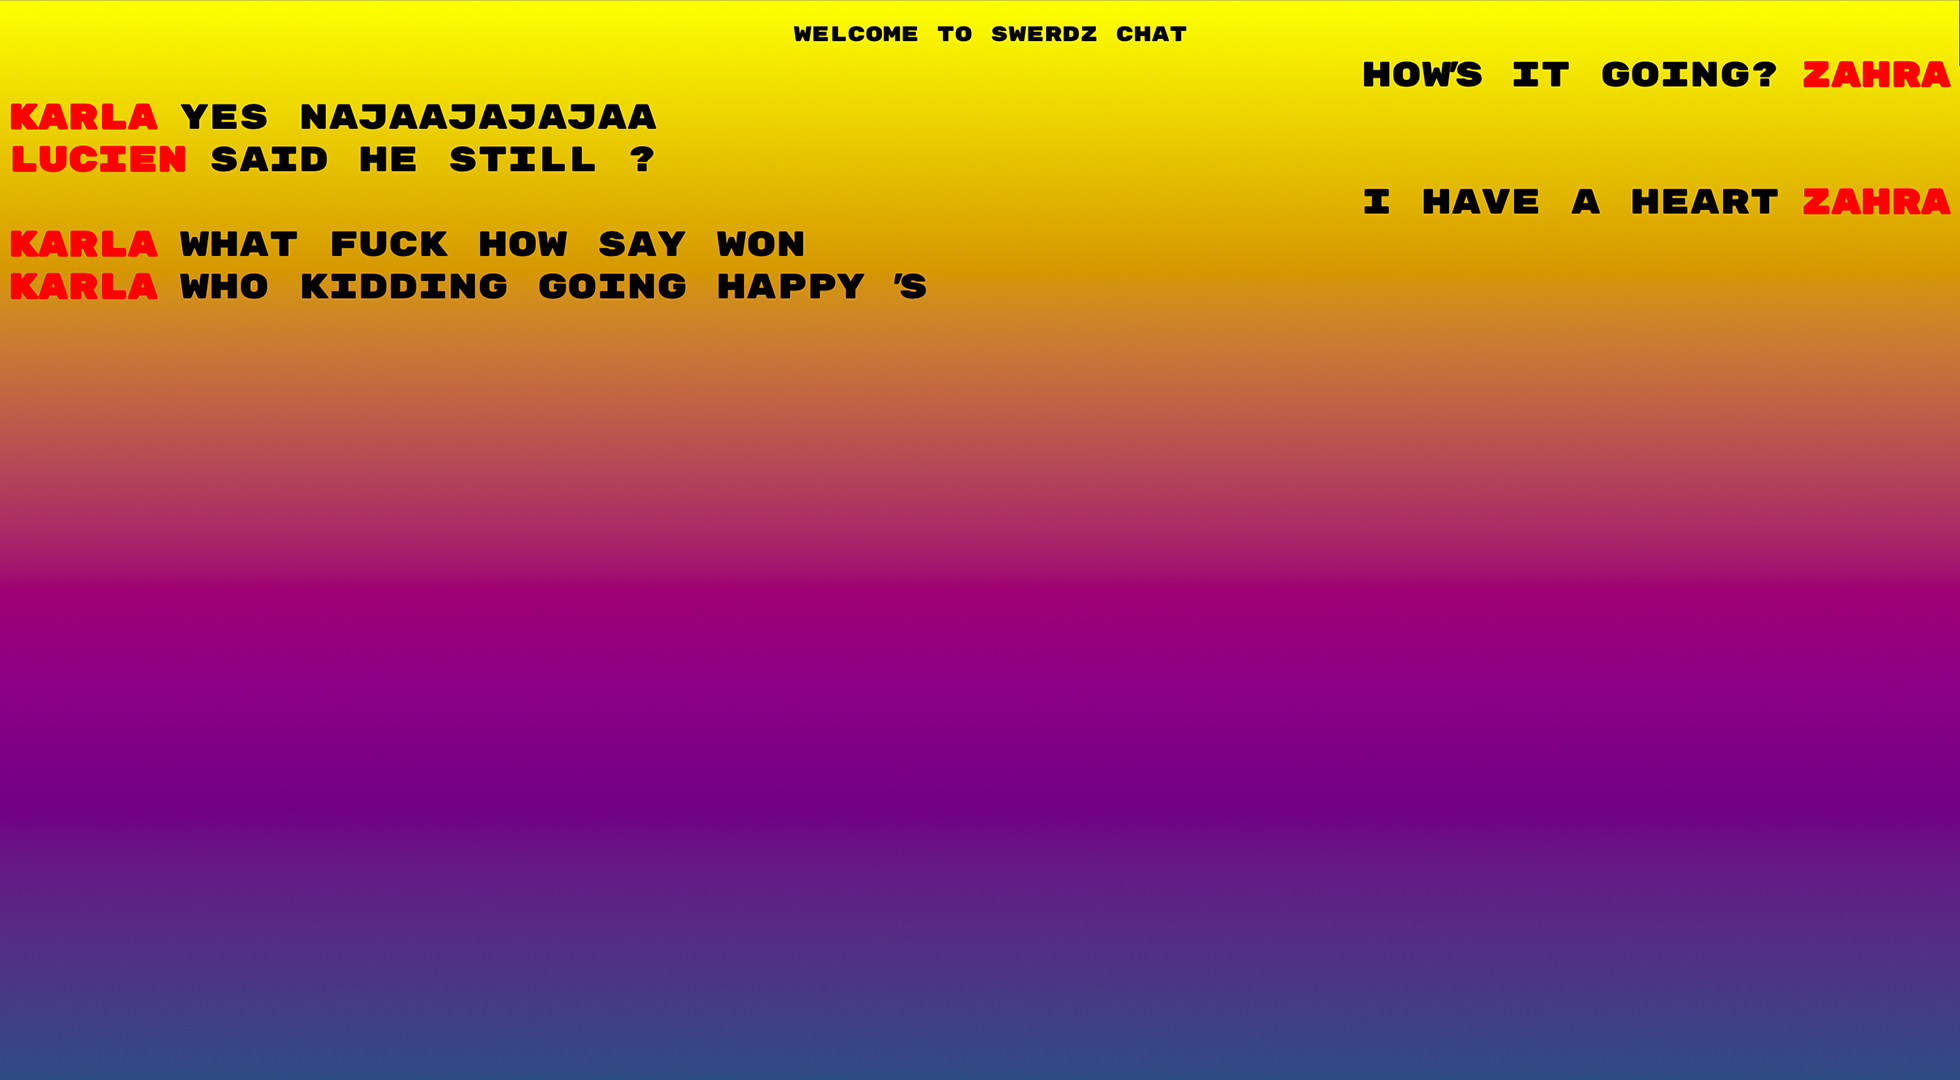 WELCOME TO SWERDZ CHAT
HOW'S IT GOING? ZAHRA
KARLA YES NAJAAJAJAJAA
LUCIEN SAID HE STILL ?
I HAVE A HEART ZAHRA
KARLA WHAT FUCK HOW SAY WON
KARLA WHO KIDDING GOING HAPPY 'S